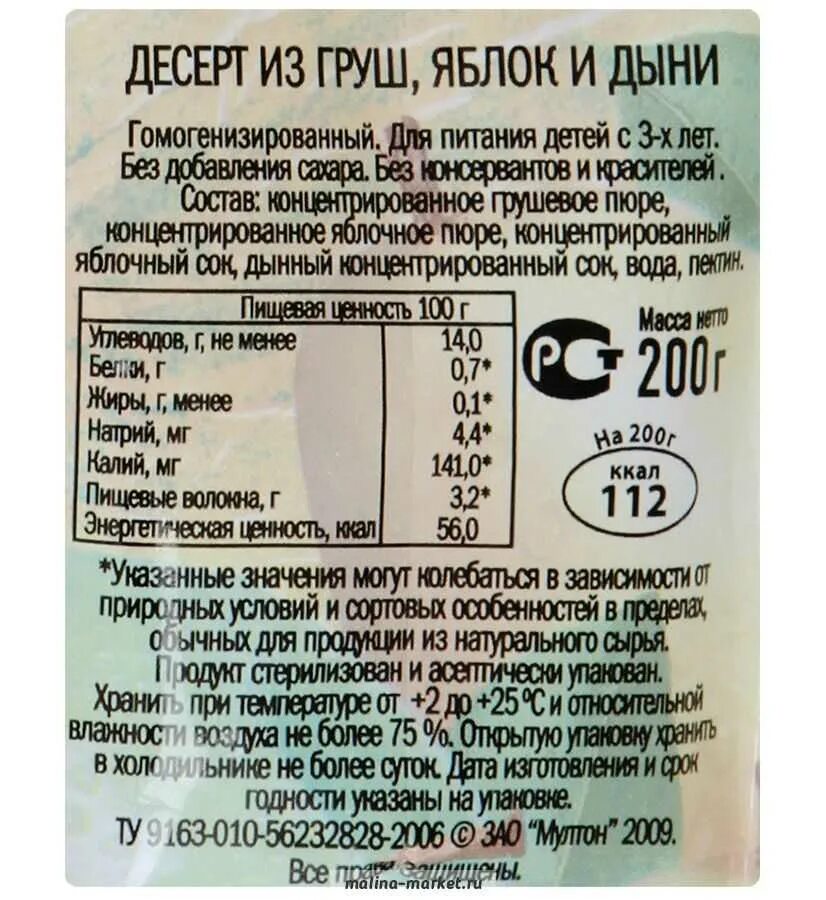 ДЕСЕРТ ИЗ ГРУШ, ЯБЛОК И ДЫНИ
Гомогенизированный. Для питания детей с 3-х лет.
Без добавления сахара. Без консервантов и красителей.
Состав: концентрированное грушевое пюре,
концентрированное яблочное пюре, концентрированный
яблочный сок, дынный концентрированный сок, вода, пектин.
Пищевая ценность 100 г
Углеводов, г, не менее 14,0
Белки, г 0,7*
Жиры, г, менее 0,1*
Натрий, мг 4,4*
Калий, мг 141,0*
Пищевые волокна, г 3,2*
Энергетическая ценность, ккал 56,0
РСТ
Масса нетто
200г
На 200г
ккал
112
*Указанные значения могут колебаться в зависимости от
природных условий и сортовых особенностей в пределах,
обычных для продукции из натурального сырья.
Продукт стерилизован и асептически упакован.
Хранить при температуре от +2 до +25°С и относительной
влажности воздуха не более 75 %. Открытую упаковку хранить
в холодильнике не более суток. Дата изготовления и срок
годности указаны на упаковке.
ТУ 9163-010-56232828-2006 © ЗАО "Мултон" 2009.
Все права защищены.
malina-market.ru